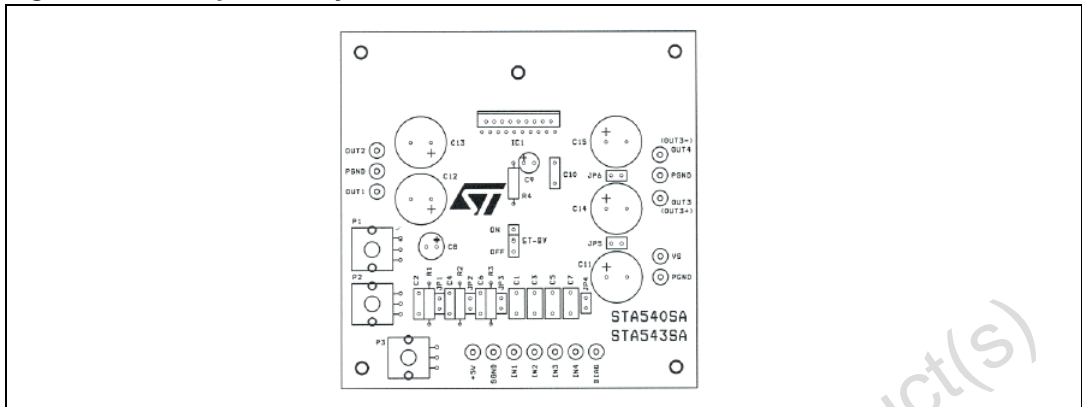 C13
C15
(OUT3-)
OUT4
OUT2
IC1
PGND
C9
C10
JP6
PGND
C12
R4
OUT1
ST
C14
OUT3
(OUT3+)
P1
ON
ST-BY
C8
OFF
JP5
VS
C11
PGND
P2
C2
R1
JP1
C4
R2
JP2
C6
R3
JP3
C1
C3
C5
C7
JP4
STA540SA
STA543SA
P3
+5V
SGND
IN1
IN2
IN3
IN4
DIAG
uct(s)